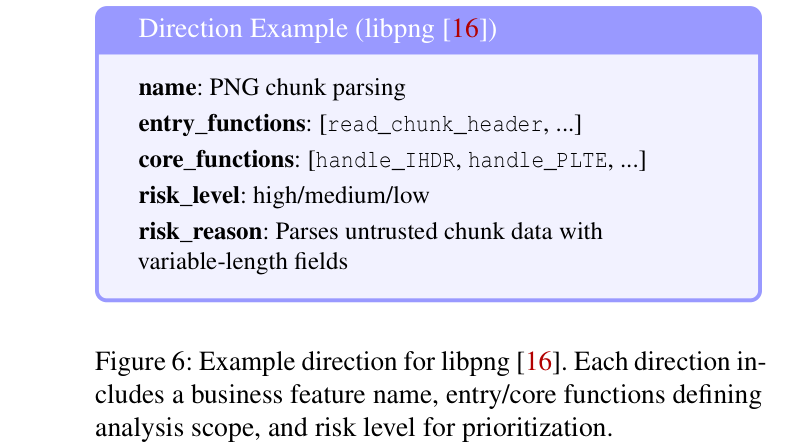 Direction Example (libpng [16])
name: PNG chunk parsing
entry_functions: [read_chunk_header, ...]
core_functions: [handle_IHDR, handle_PLTE, ...]
risk_level: high/medium/low
risk_reason: Parses untrusted chunk data with
variable-length fields
Figure 6: Example direction for libpng [16]. Each direction in-
cludes a business feature name, entry/core functions defining
analysis scope, and risk level for prioritization.